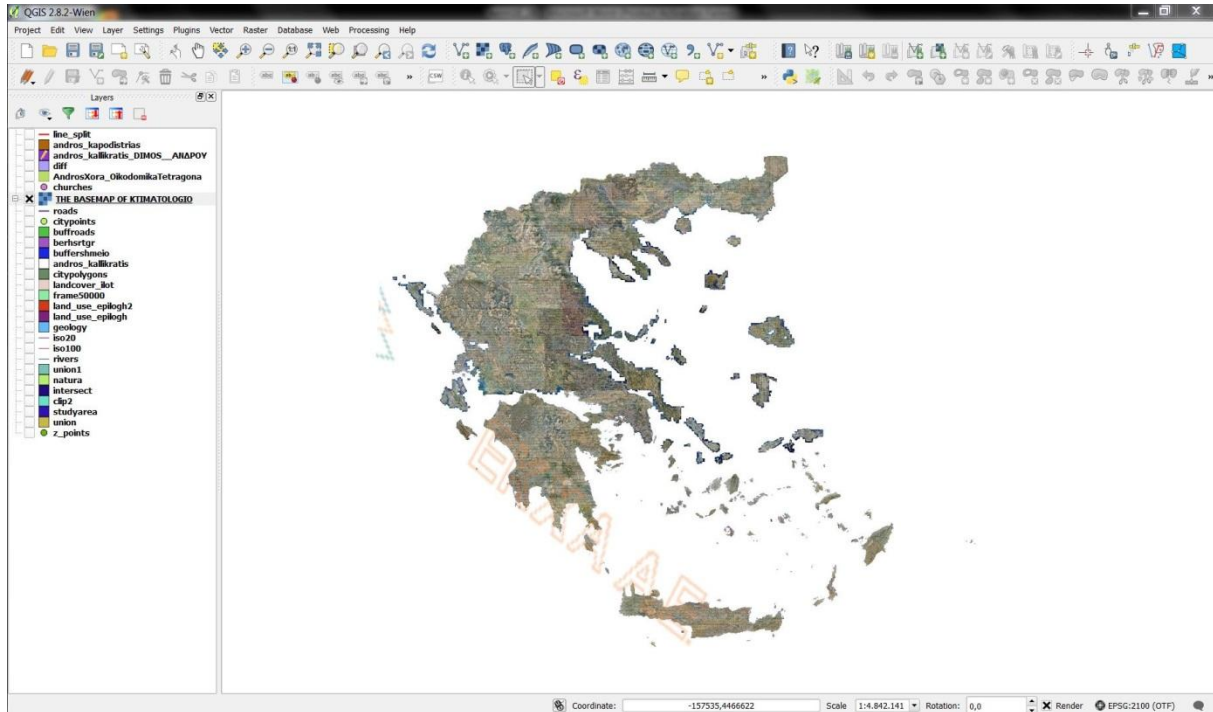 QGIS 2.8.2-Wien
Project Edit View Layer Settings Plugins Vector Raster Database Web Processing Help
CSW
Layers
line_split
andros_kapodistrias
andros_kallikratis_DIMOS__ΑΝΔΡΟΥ
diff
AndrosXora_OikodomikaTetragona
churches
THE BASEMAP OF KTIMATOLOGIO
roads
citypoints
buffroads
berhsrtgr
buffershmeio
andros_kallikratis
citypolygons
landcover_ilot
frame50000
land_use_epilogh2
land_use_epilogh
geology
iso20
iso100
rivers
union1
natura
intersect
clip2
studyarea
union
z_points
Coordinate: -157535,4466622 Scale 1:4.842.141 Rotation: 0,0 Render EPSG:2100 (OTF)